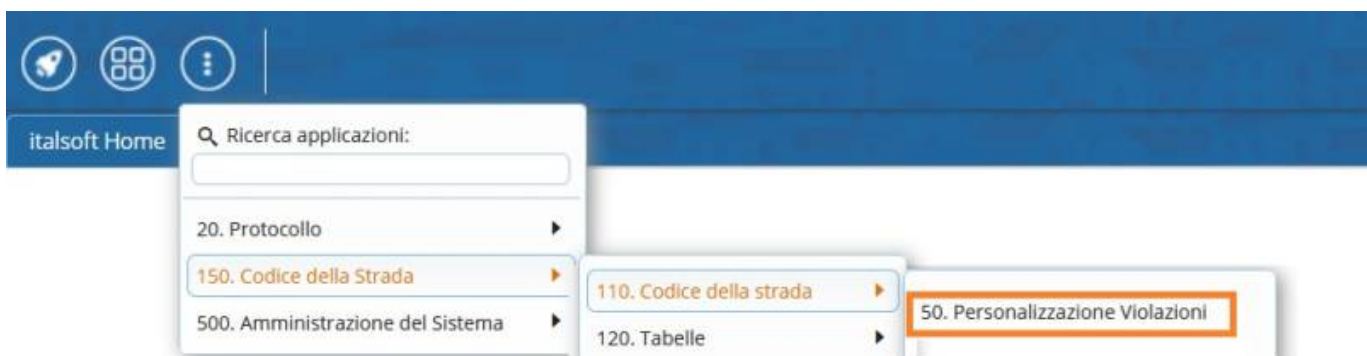 italsoft Home
Ricerca applicazioni:
20. Protocollo
150. Codice della Strada
500. Amministrazione del Sistema
110. Codice della strada
120. Tabelle
50. Personalizzazione Violazioni